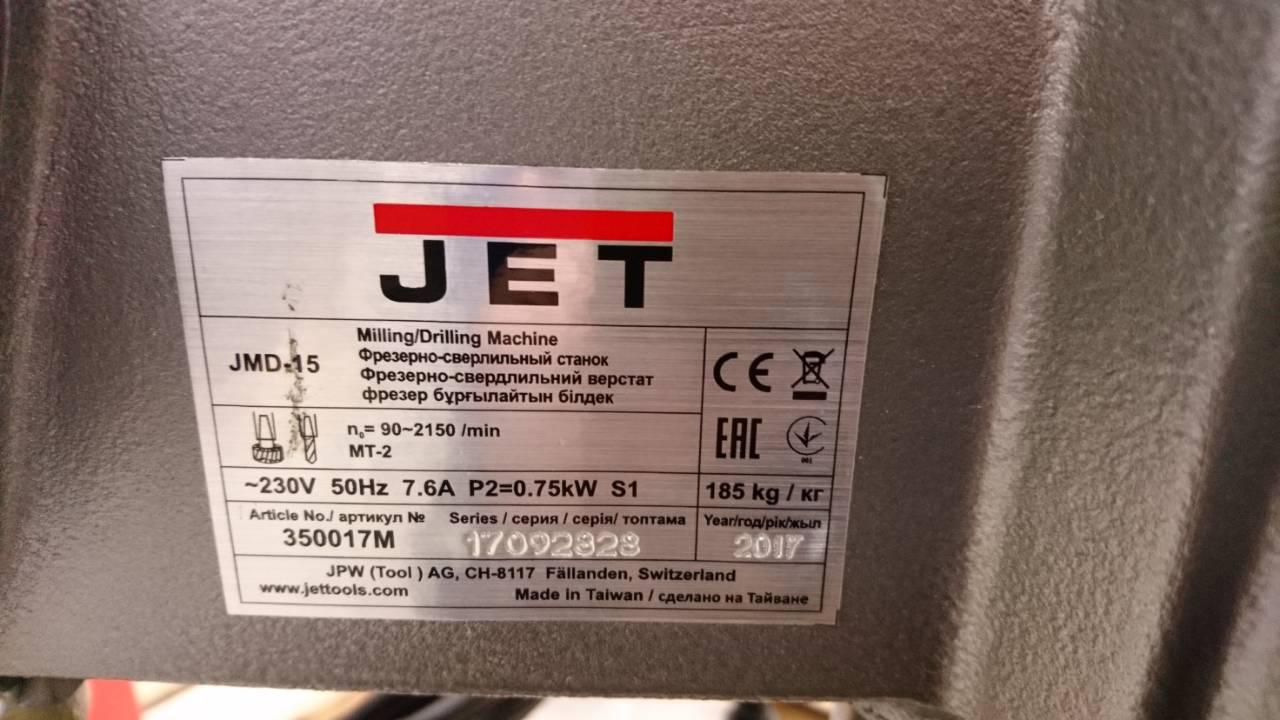 JET
JMD-15
Milling/Drilling Machine
Фрезерно-сверлильный станок
Фрезерно-свердлильний верстат
фрезер бұрғылайтын білдек
CE
n₀= 90~2150 /min
MT-2
EAC
~230V 50Hz 7.6A P2=0.75kW S1
185 kg / кг
Article No./ артикул №
Series / серия / серія/ топтама
Year/год/рік/жыл
350017M
17092828
2017
JPW (Tool ) AG, CH-8117 Fällanden, Switzerland
www.jettools.com
Made in Taiwan / сделано на Тайване